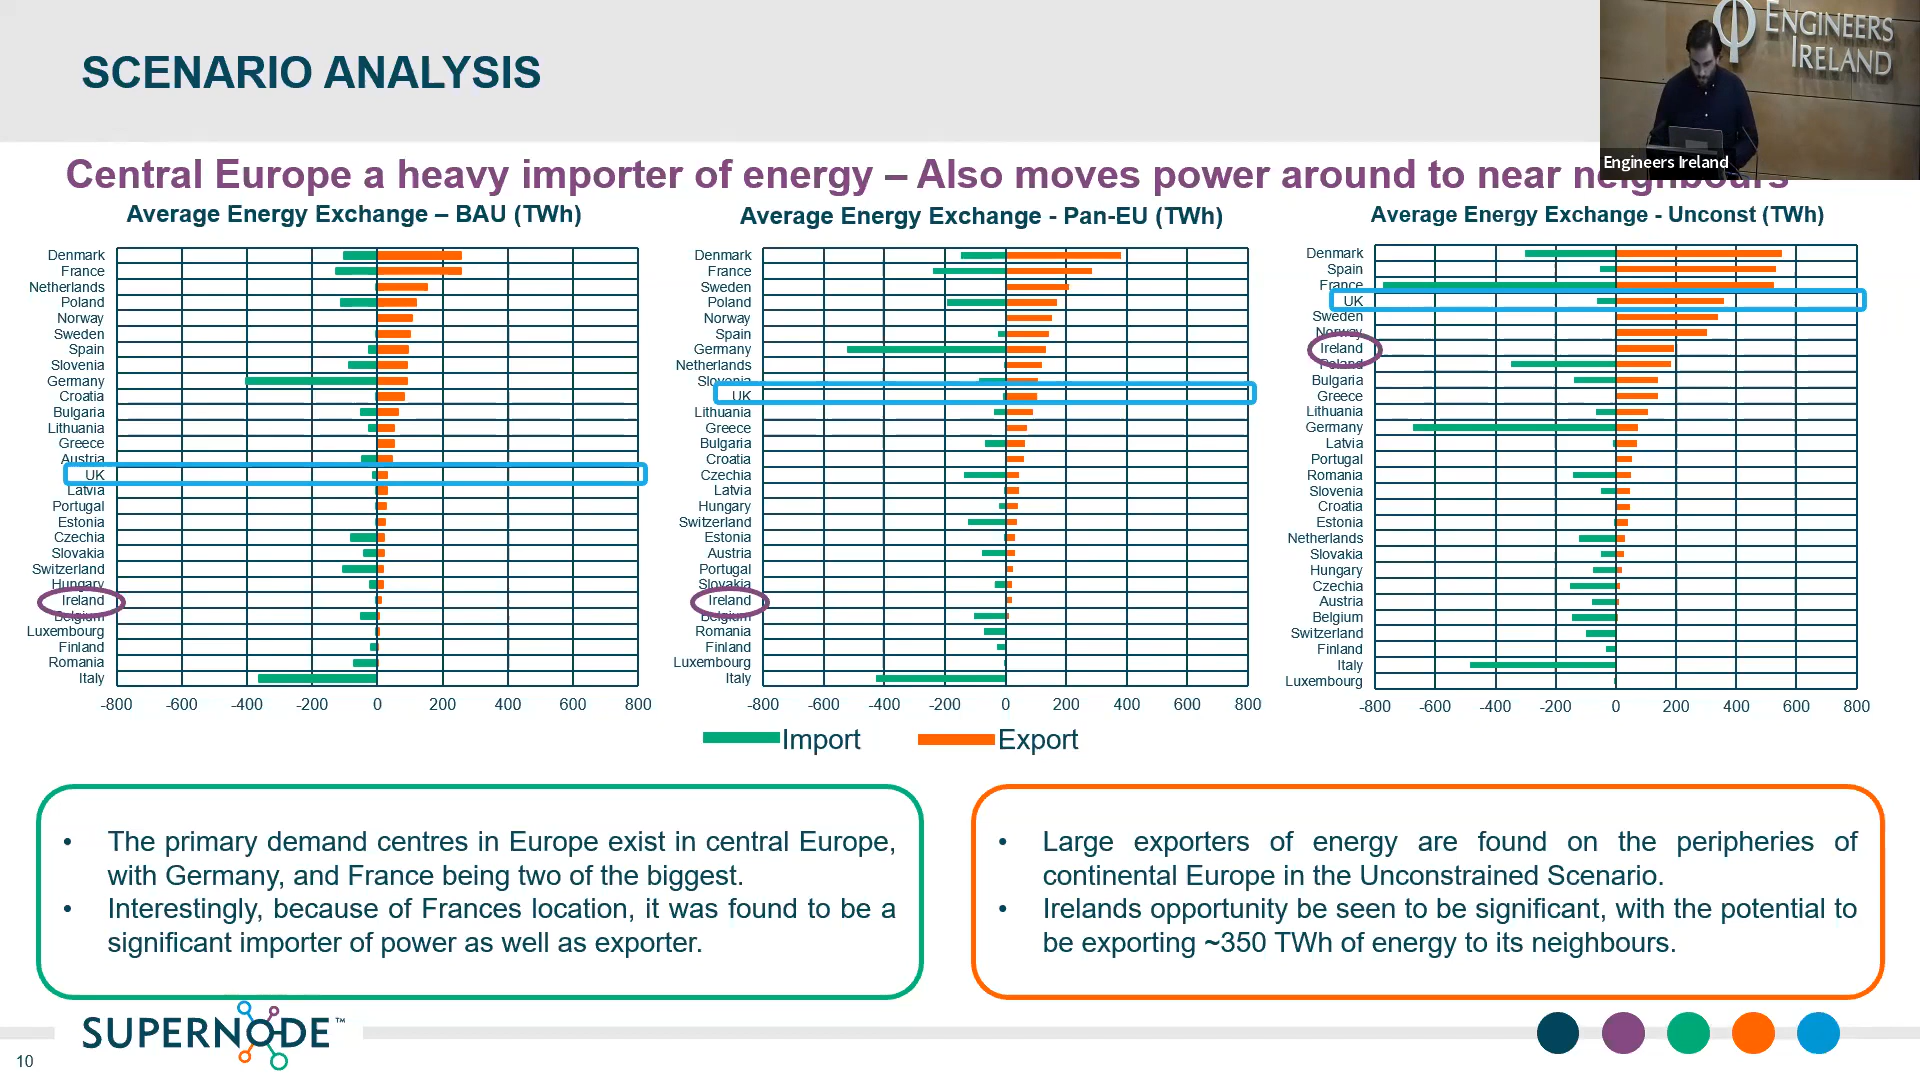 SCENARIO ANALYSIS
ENGINEERS
IRELAND
Engineers Ireland
Central Europe a heavy importer of energy – Also moves power around to near neighbours
Average Energy Exchange – BAU (TWh)
Denmark
France
Netherlands
Poland
Norway
Sweden
Spain
Slovenia
Germany
Croatia
Bulgaria
Lithuania
Greece
Austria
UK
Latvia
Portugal
Estonia
Czechia
Slovakia
Switzerland
Hungary
Ireland
Belgium
Luxembourg
Finland
Romania
Italy
-800 -600 -400 -200 0 200 400 600 800
Average Energy Exchange - Pan-EU (TWh)
Denmark
France
Sweden
Poland
Norway
Spain
Germany
Netherlands
Slovenia
UK
Lithuania
Greece
Bulgaria
Croatia
Czechia
Latvia
Hungary
Switzerland
Estonia
Austria
Portugal
Slovakia
Ireland
Belgium
Romania
Finland
Luxembourg
Italy
-800 -600 -400 -200 0 200 400 600 800
Average Energy Exchange - Unconst (TWh)
Denmark
Spain
France
UK
Sweden
Norway
Ireland
Poland
Bulgaria
Greece
Lithuania
Germany
Latvia
Portugal
Romania
Slovenia
Croatia
Estonia
Netherlands
Slovakia
Hungary
Czechia
Austria
Belgium
Switzerland
Finland
Italy
Luxembourg
-800 -600 -400 -200 0 200 400 600 800
Import Export
• The primary demand centres in Europe exist in central Europe,
with Germany, and France being two of the biggest.
• Interestingly, because of Frances location, it was found to be a
significant importer of power as well as exporter.
• Large exporters of energy are found on the peripheries of
continental Europe in the Unconstrained Scenario.
• Irelands opportunity be seen to be significant, with the potential to
be exporting ~350 TWh of energy to its neighbours.
SUPERNODE™
10